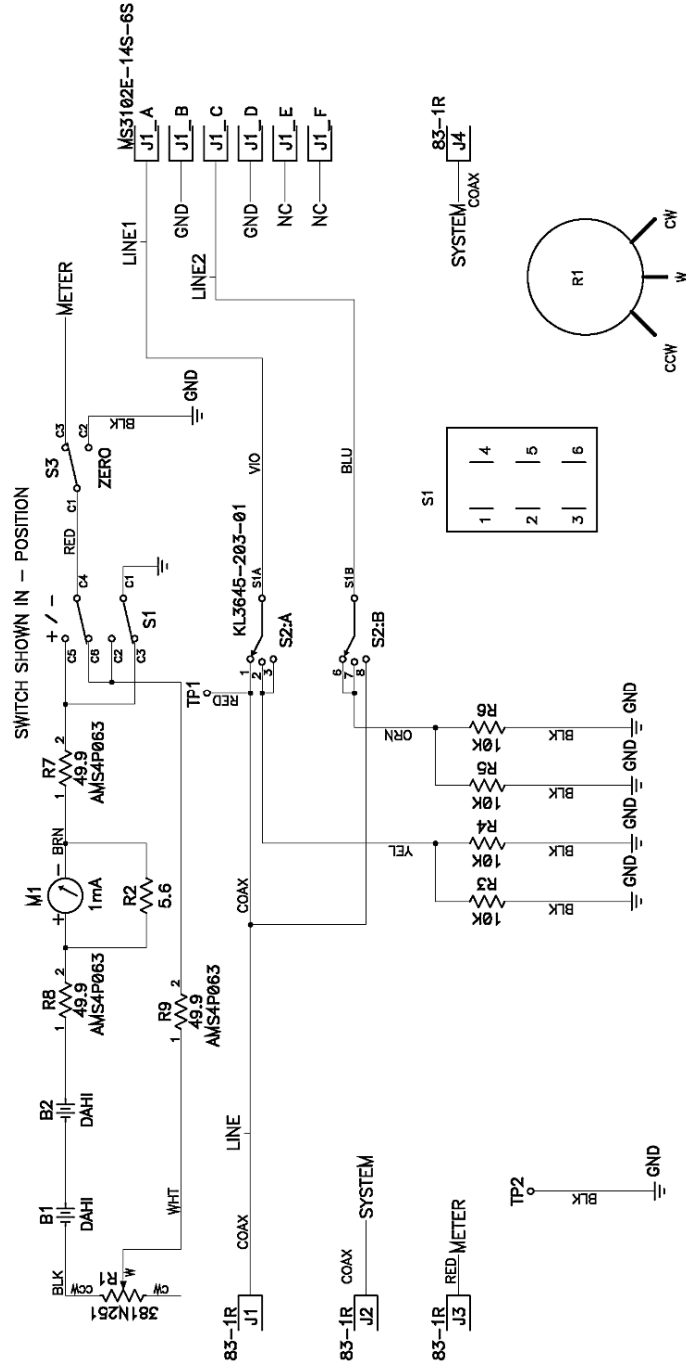 SWITCH SHOWN IN - POSITION
BLK
CCW
R1
W
CW
381N251
B1
DAHI
B2
DAHI
R8
1
2
49.9
AMS4P063
M1
+
-
1mA
R2
5.6
BRN
R7
1
2
49.9
AMS4P063
+ / -
C5
C6
C4
C2
C3
C1
S1
RED
S3
C1
C3
C2
ZERO
METER
BLK
GND
WHT
R9
1
2
49.9
AMS4P063
83-1R
J1
COAX
LINE
COAX
TP1
RED
KL3645-203-01
1
2
3
S1A
S2:A
VIO
LINE1
6
7
8
S1B
S2:B
BLU
LINE2
MS3102E-14S-6S
J1_A
J1_B
GND
J1_C
J1_D
GND
J1_E
NC
J1_F
NC
YEL
ORN
R3
10K
BLK
GND
R4
10K
BLK
GND
R5
10K
BLK
GND
R6
10K
BLK
GND
83-1R
J2
COAX
SYSTEM
83-1R
J3
RED
METER
TP2
BLK
GND
S1
1
4
2
5
3
6
83-1R
J4
SYSTEM
COAX
R1
CCW
W
CW